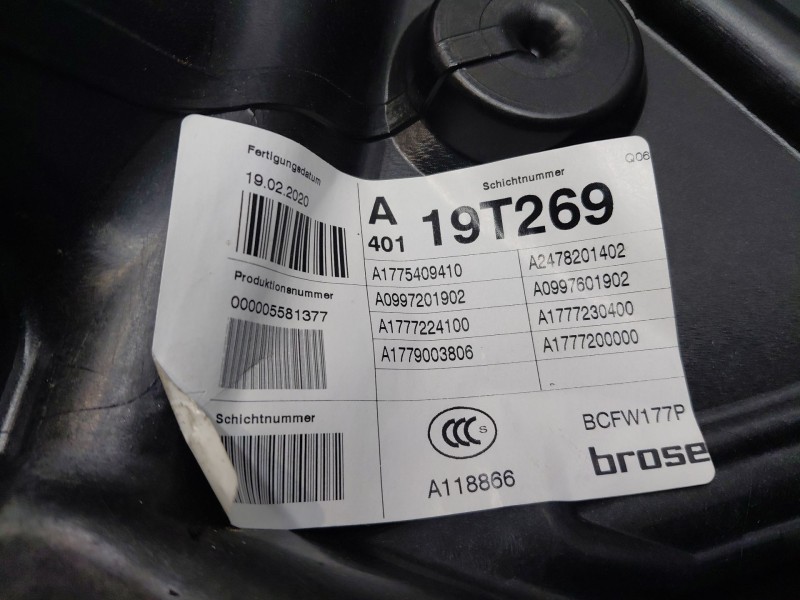 Fertigungsdatum
19.02.2020
Produktionsnummer
000005581377
Schichtnummer
Schichtnummer
Q06
A 401 19T269
A1775409410 A2478201402
A0997201902 A0997601902
A1777224100 A1777230400
A1779003806 A1777200000
CCC S
A118866
BCFW177P
brose